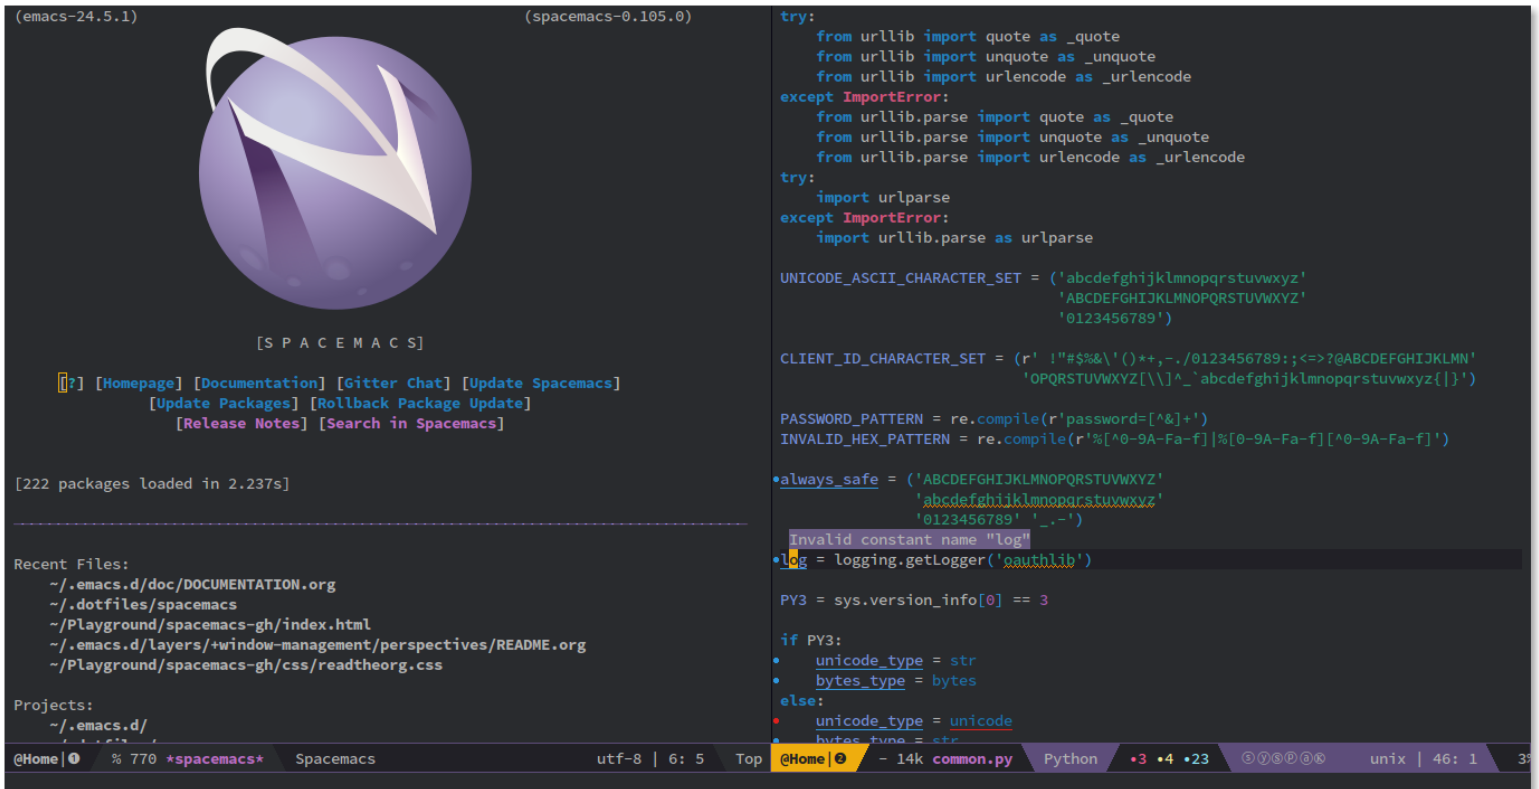 (emacs-24.5.1) (spacemacs-0.105.0)
[S P A C E M A C S]
[?] [Homepage] [Documentation] [Gitter Chat] [Update Spacemacs]
[Update Packages] [Rollback Package Update]
[Release Notes] [Search in Spacemacs]
[222 packages loaded in 2.237s]
Recent Files:
~/.emacs.d/doc/DOCUMENTATION.org
~/.dotfiles/spacemacs
~/Playground/spacemacs-gh/index.html
~/.emacs.d/layers/+window-management/perspectives/README.org
~/Playground/spacemacs-gh/css/readtheorg.css
Projects:
~/.emacs.d/
@Home|❶ % 770 *spacemacs* Spacemacs utf-8 | 6: 5 Top
try:
    from urllib import quote as _quote
    from urllib import unquote as _unquote
    from urllib import urlencode as _urlencode
except ImportError:
    from urllib.parse import quote as _quote
    from urllib.parse import unquote as _unquote
    from urllib.parse import urlencode as _urlencode
try:
    import urlparse
except ImportError:
    import urllib.parse as urlparse
UNICODE_ASCII_CHARACTER_SET = ('abcdefghijklmnopqrstuvwxyz'
'ABCDEFGHIJKLMNOPQRSTUVWXYZ'
'0123456789')
CLIENT_ID_CHARACTER_SET = (r' !"#$%&\'()*+,-./0123456789:;<=>?@ABCDEFGHIJKLMN'
'OPQRSTUVWXYZ[\\]^_`abcdefghijklmnopqrstuvwxyz{|}')
PASSWORD_PATTERN = re.compile(r'password=[^&]+')
INVALID_HEX_PATTERN = re.compile(r'%[^0-9A-Fa-f]|%[0-9A-Fa-f][^0-9A-Fa-f]')
always_safe = ('ABCDEFGHIJKLMNOPQRSTUVWXYZ'
'abcdefghijklmnopqrstuvwxyz'
'0123456789' '_.-')
Invalid constant name "log"
log = logging.getLogger('oauthlib')
PY3 = sys.version_info[0] == 3
if PY3:
    unicode_type = str
    bytes_type = bytes
else:
    unicode_type = unicode
    bytes_type = str
@Home|❷ - 14k common.py Python •3 •4 •23 ⓢⓨⓢⓟⓐⓚ unix | 46: 1 3%